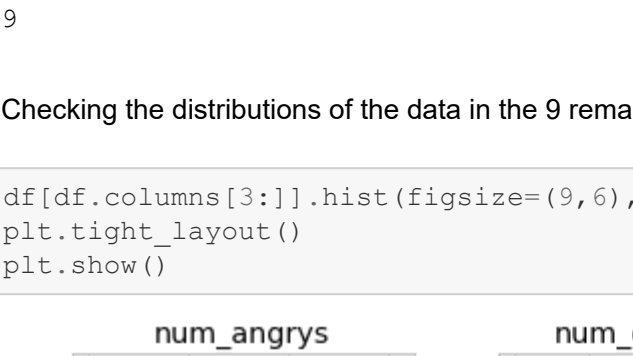 9
Checking the distributions of the data in the 9
df[df.columns[3:]].hist(figsize=(9,6),
plt.tight_layout()
plt.show()
num_angrys